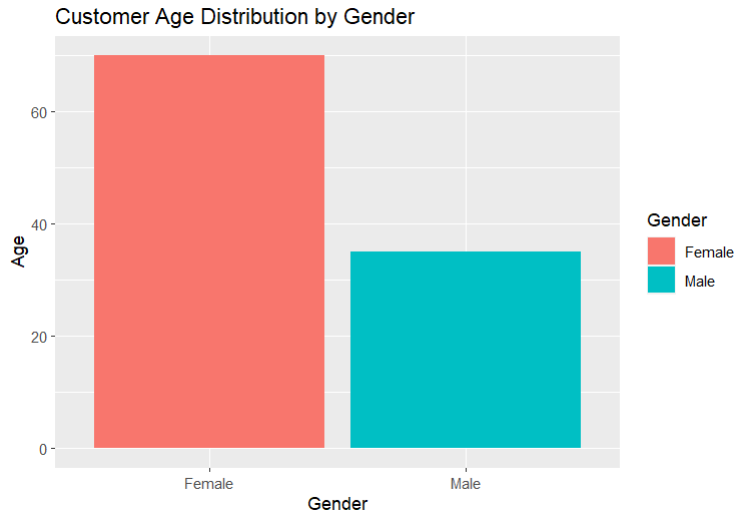 Customer Age Distribution by Gender
60
40
20
0
Age
Female Male
Gender
Gender
Female
Male